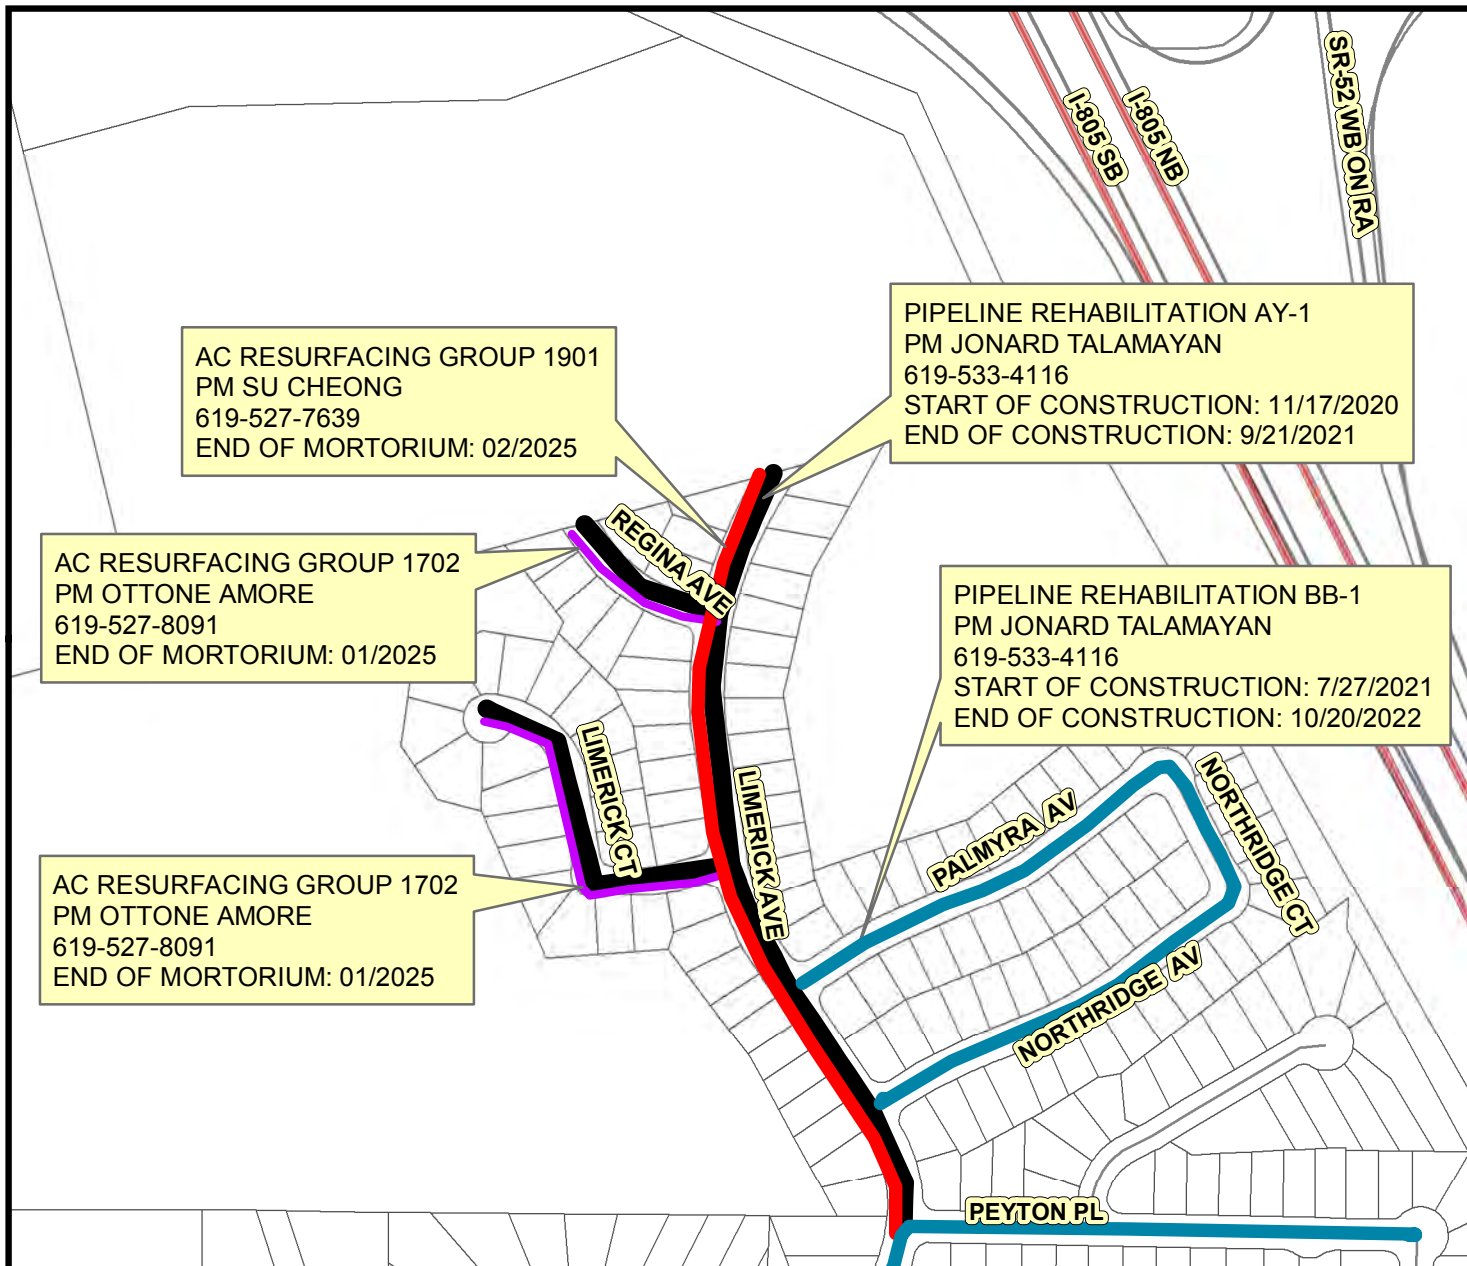 I-805 SB
I-805 NB
SR-52 WB ON RA
PIPELINE REHABILITATION AY-1
PM JONARD TALAMAYAN
619-533-4116
START OF CONSTRUCTION: 11/17/2020
END OF CONSTRUCTION: 9/21/2021
AC RESURFACING GROUP 1901
PM SU CHEONG
619-527-7639
END OF MORTORIUM: 02/2025
REGINA AVE
AC RESURFACING GROUP 1702
PM OTTONE AMORE
619-527-8091
END OF MORTORIUM: 01/2025
PIPELINE REHABILITATION BB-1
PM JONARD TALAMAYAN
619-533-4116
START OF CONSTRUCTION: 7/27/2021
END OF CONSTRUCTION: 10/20/2022
LIMERICK CT
LIMERICK AVE
PALMYRA AV
NORTHRIDGE CT
AC RESURFACING GROUP 1702
PM OTTONE AMORE
619-527-8091
END OF MORTORIUM: 01/2025
NORTHRIDGE AV
PEYTON PL